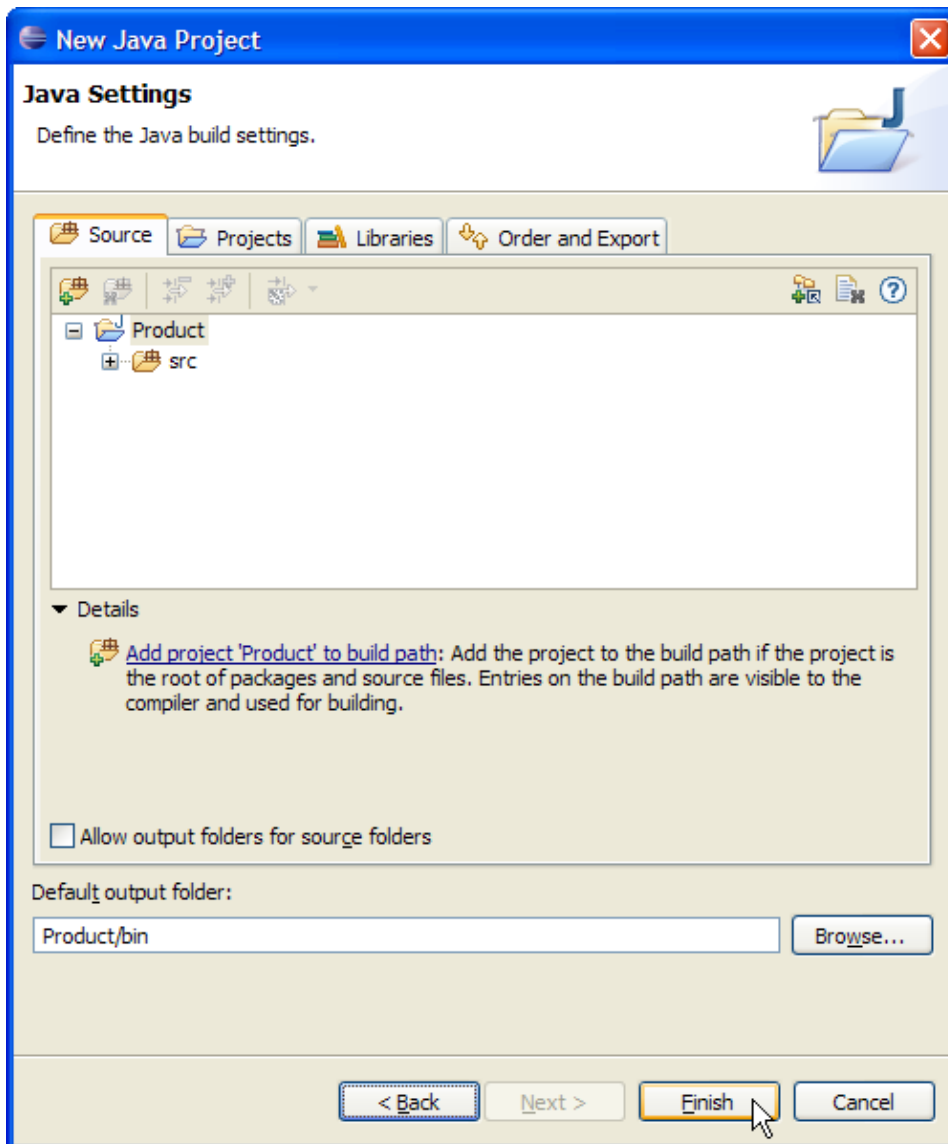 New Java Project
Java Settings
Define the Java build settings.
Source Projects Libraries Order and Export
Product
src
Details
Add project 'Product' to build path: Add the project to the build path if the project is
the root of packages and source files. Entries on the build path are visible to the
compiler and used for building.
Allow output folders for source folders
Default output folder:
Product/bin Browse...
< Back Next > Finish Cancel